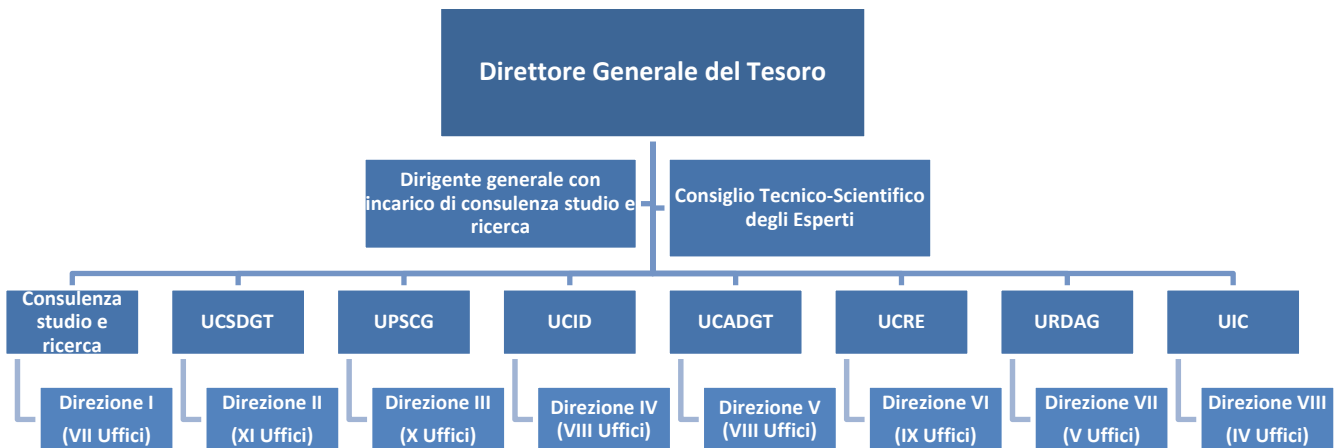 Direttore Generale del Tesoro
Dirigente generale con
incarico di consulenza studio e
ricerca
Consiglio Tecnico-Scientifico
degli Esperti
Consulenza
studio e
ricerca
UCSDGT
UPSCG
UCID
UCADGT
UCRE
URDAG
UIC
Direzione I
(VII Uffici)
Direzione II
(XI Uffici)
Direzione III
(X Uffici)
Direzione IV
(VIII Uffici)
Direzione V
(VIII Uffici)
Direzione VI
(IX Uffici)
Direzione VII
(V Uffici)
Direzione VIII
(IV Uffici)